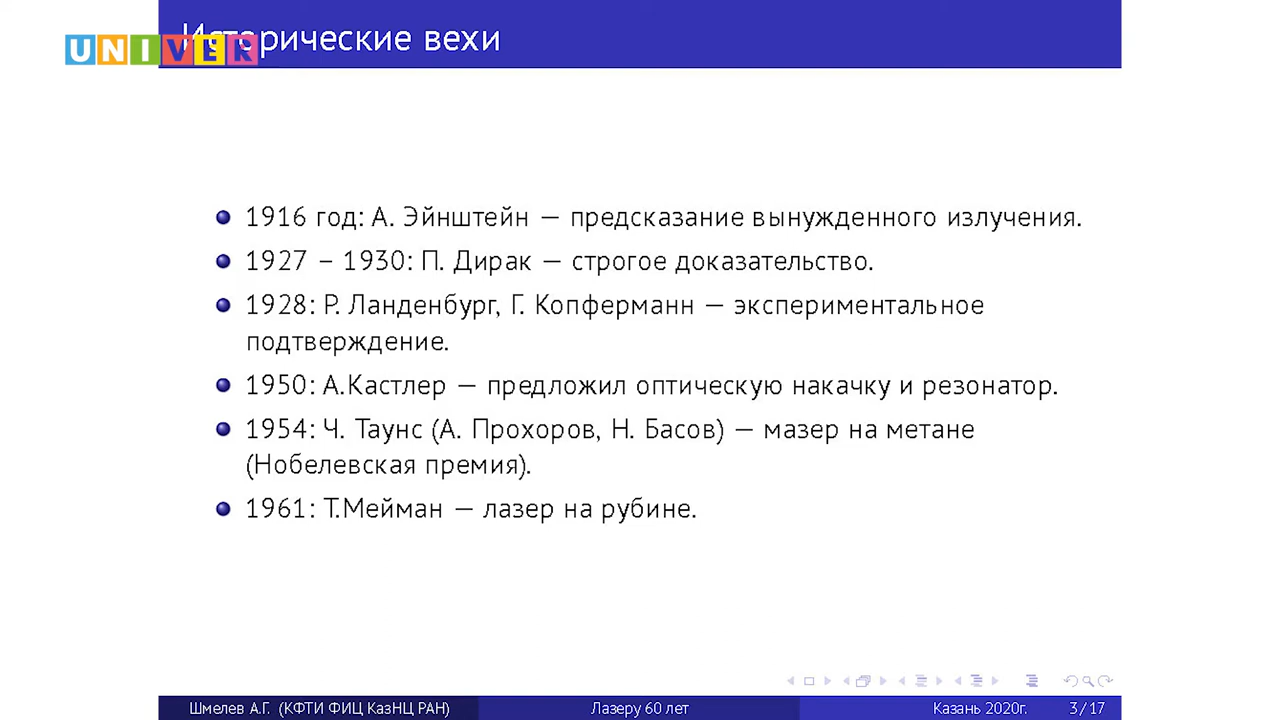 Исторические вехи
UNIVER
1916 год: А. Эйнштейн — предсказание вынужденного излучения.
1927 – 1930: П. Дирак — строгое доказательство.
1928: Р. Ланденбург, Г. Копферманн — экспериментальное
подтверждение.
1950: А.Кастлер — предложил оптическую накачку и резонатор.
1954: Ч. Таунс (А. Прохоров, Н. Басов) — мазер на метане
(Нобелевская премия).
1961: Т.Мейман — лазер на рубине.
Шмелев А.Г. (КФТИ ФИЦ КазНЦ РАН) Лазеру 60 лет Казань 2020г. 3 / 17